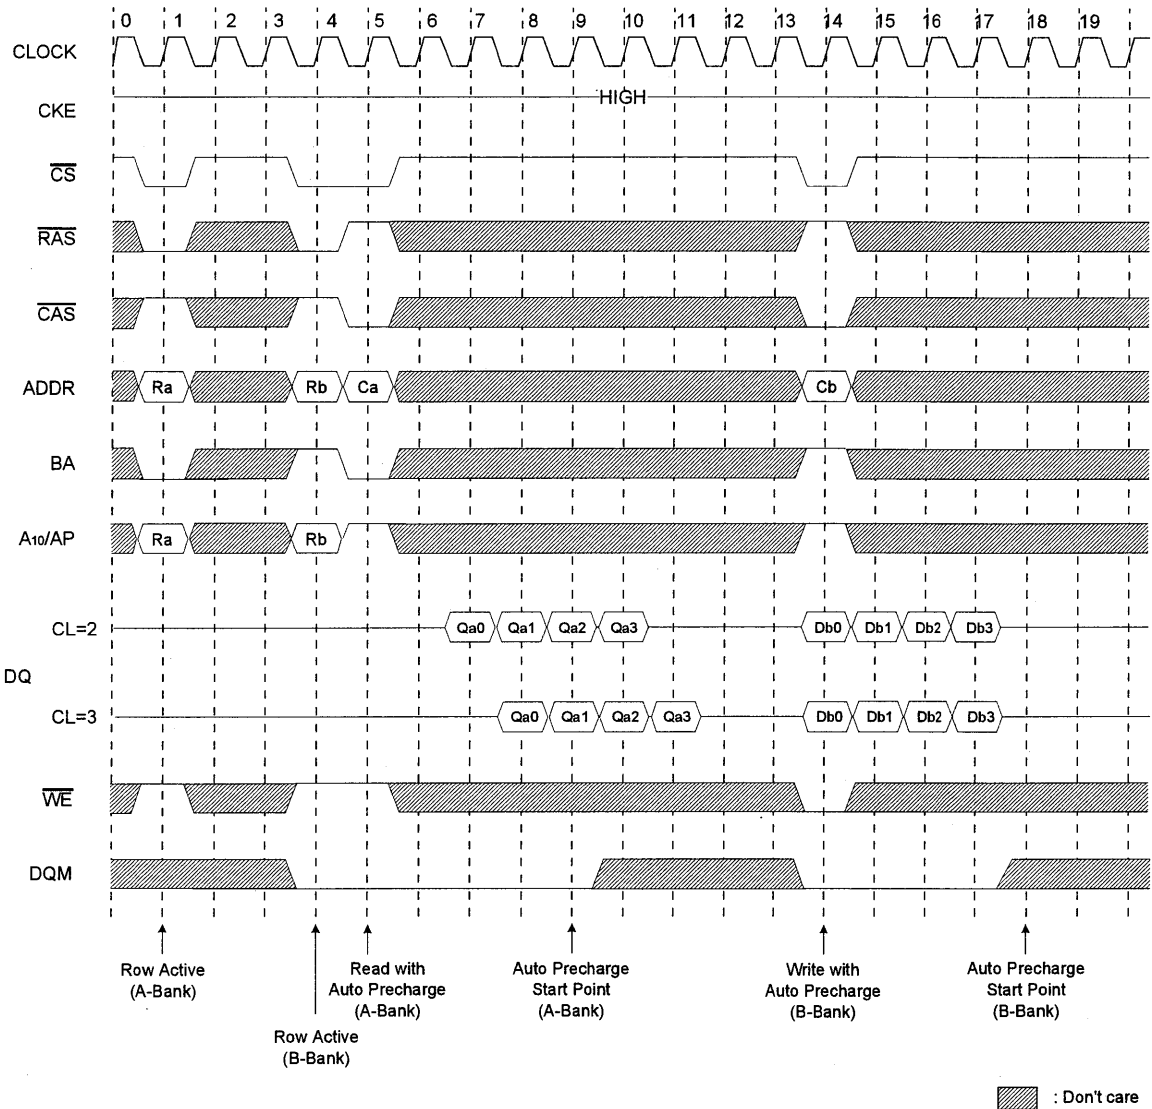 0 1 2 3 4 5 6 7 8 9 10 11 12 13 14 15 16 17 18 19
CLOCK
CKE HIGH
CS
RAS
CAS
ADDR Ra Rb Ca Cb
BA
A10/AP Ra Rb
CL=2 Qa0 Qa1 Qa2 Qa3 Db0 Db1 Db2 Db3
DQ
CL=3 Qa0 Qa1 Qa2 Qa3 Db0 Db1 Db2 Db3
WE
DQM
Row Active
(A-Bank)
Row Active
(B-Bank)
Read with
Auto Precharge
(A-Bank)
Auto Precharge
Start Point
(A-Bank)
Write with
Auto Precharge
(B-Bank)
Auto Precharge
Start Point
(B-Bank)
: Don't care